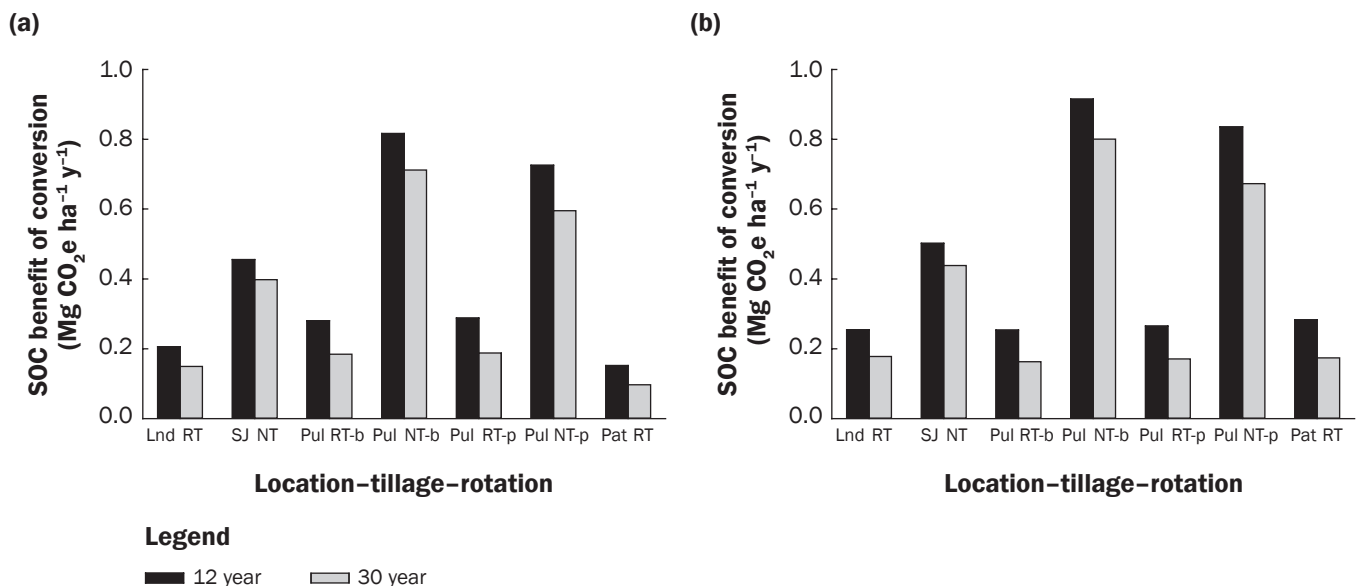 (a)
SOC benefit of conversion
(Mg CO₂e ha⁻¹ y⁻¹)
1.0
0.8
0.6
0.4
0.2
0.0
Lnd RT SJ NT Pul RT-b Pul NT-b Pul RT-p Pul NT-p Pat RT
Location–tillage–rotation
(b)
SOC benefit of conversion
(Mg CO₂e ha⁻¹ y⁻¹)
1.0
0.8
0.6
0.4
0.2
0.0
Lnd RT SJ NT Pul RT-b Pul NT-b Pul RT-p Pul NT-p Pat RT
Location–tillage–rotation
Legend
12 year 30 year